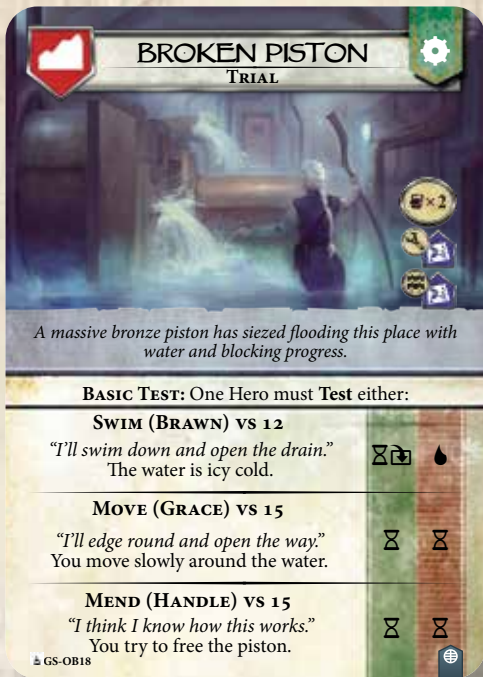 BROKEN PISTON
TRIAL
×2
A massive bronze piston has siezed flooding this place with
water and blocking progress.
BASIC TEST: One Hero must Test either:
SWIM (BRAWN) VS 12
"I'll swim down and open the drain."
The water is icy cold.
MOVE (GRACE) VS 15
"I'll edge round and open the way."
You move slowly around the water.
MEND (HANDLE) VS 15
"I think I know how this works."
You try to free the piston.
GS-OB18